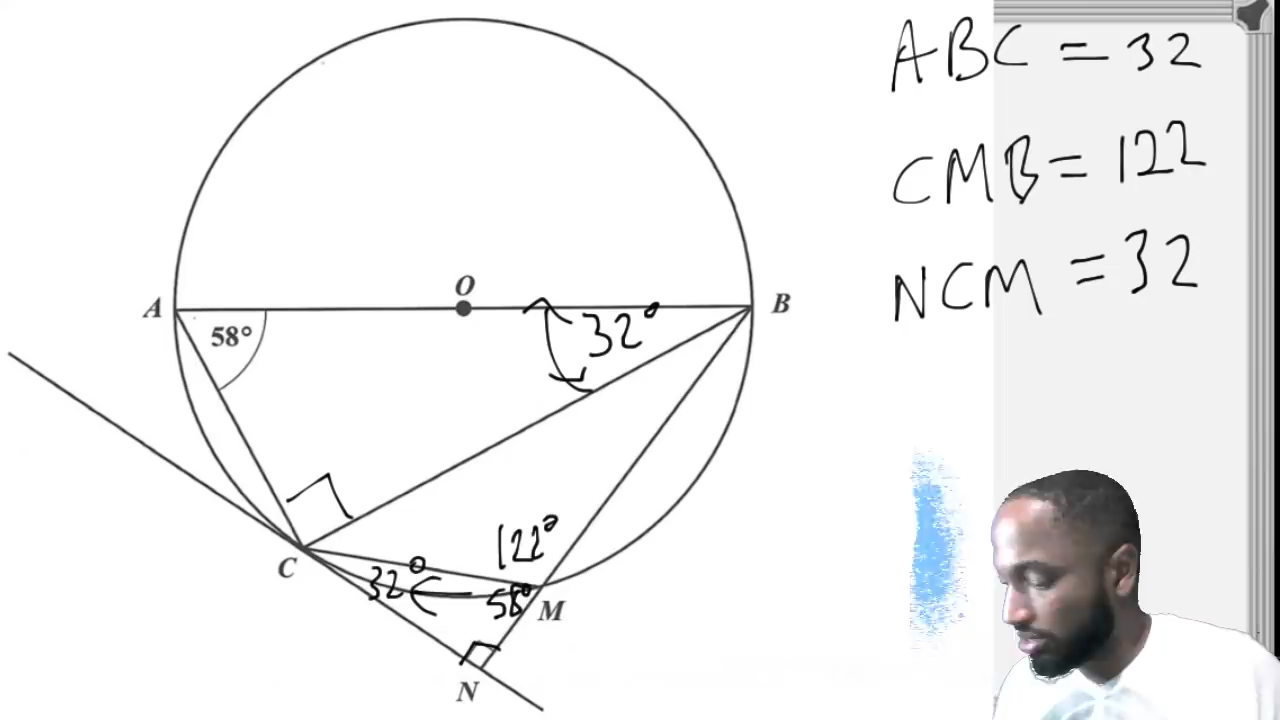 ABC = 32
CMB = 122
NCM = 32
O
A
B
58°
32°
122°
C
32°
58°
M
N